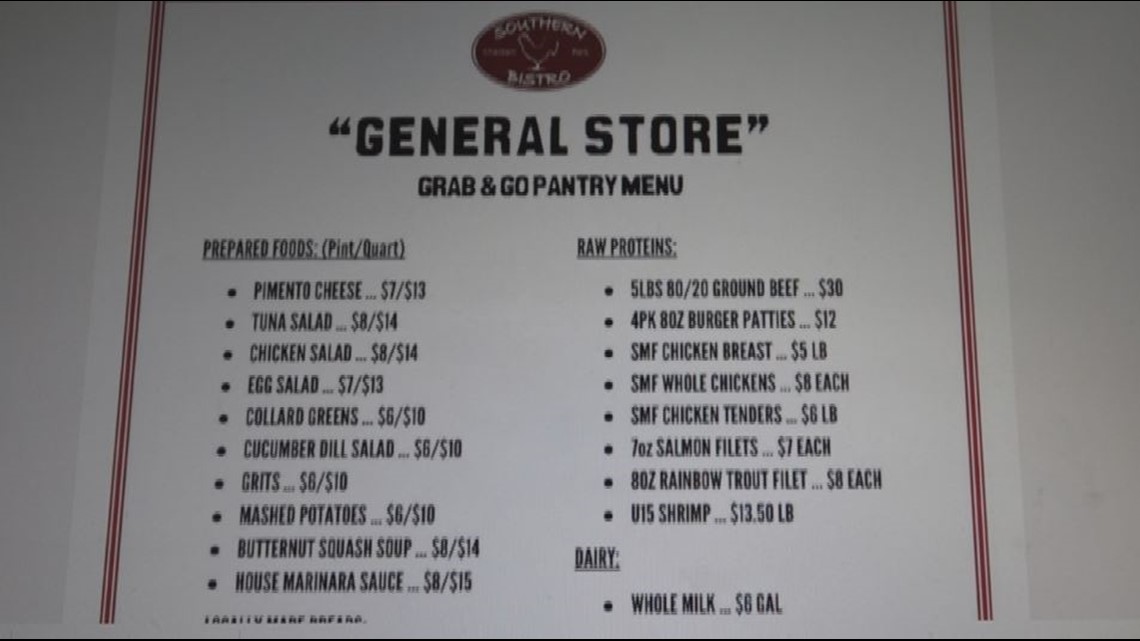 SOUTHERN
BISTRO
“GENERAL STORE”
GRAB & GO PANTRY MENU
PREPARED FOODS: (Pint/Quart)
PIMENTO CHEESE ... $7/$13
TUNA SALAD ... $8/$14
CHICKEN SALAD ... $8/$14
EGG SALAD ... $7/$13
COLLARD GREENS ... $6/$10
CUCUMBER DILL SALAD ... $6/$10
GRITS ... $6/$10
MASHED POTATOES ... $6/$10
BUTTERNUT SQUASH SOUP ... $8/$14
HOUSE MARINARA SAUCE ... $8/$15
LOCALLY MADE BREADS:
RAW PROTEINS:
5LBS 80/20 GROUND BEEF ... $30
4PK 8OZ BURGER PATTIES ... $12
SMF CHICKEN BREAST ... $5 LB
SMF WHOLE CHICKENS ... $8 EACH
SMF CHICKEN TENDERS ... $6 LB
7oz SALMON FILETS ... $7 EACH
8OZ RAINBOW TROUT FILET ... $8 EACH
U15 SHRIMP ... $13.50 LB
DAIRY:
WHOLE MILK ... $6 GAL